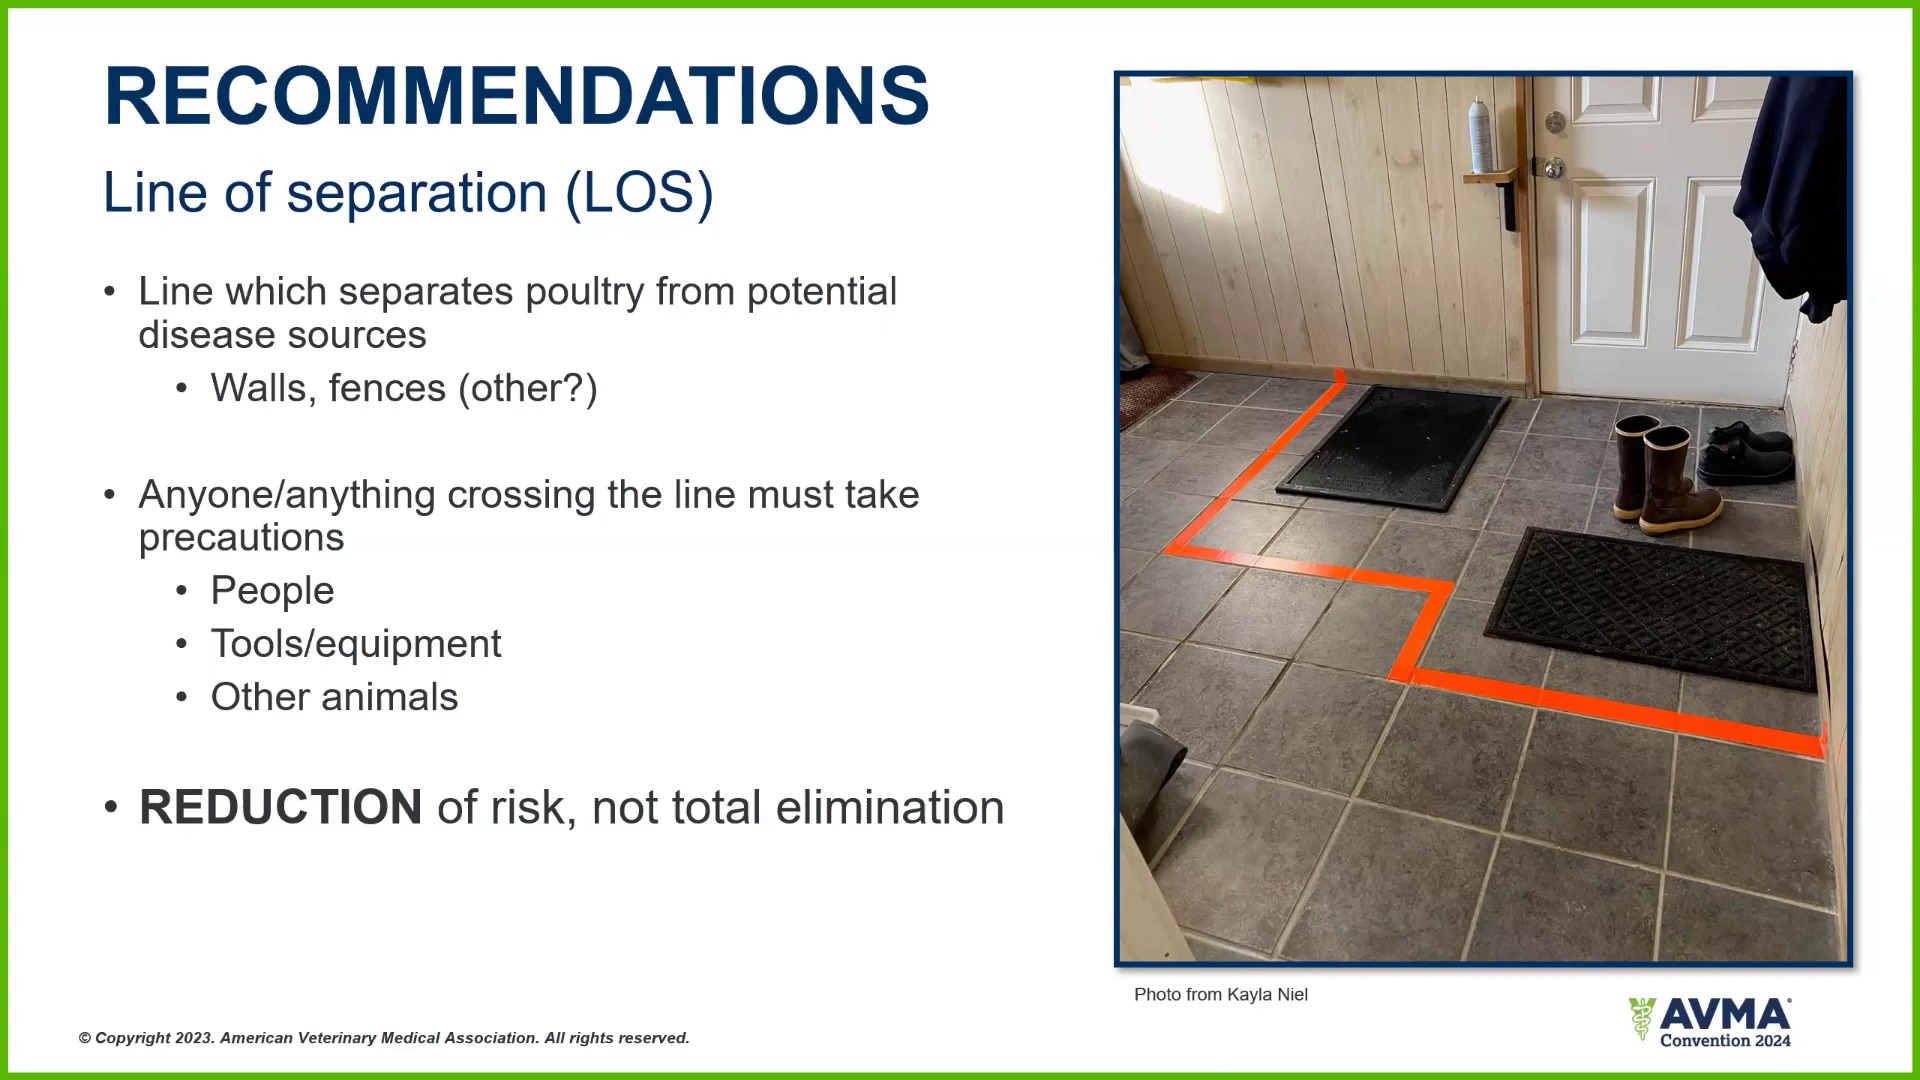 RECOMMENDATIONS
Line of separation (LOS)
• Line which separates poultry from potential
disease sources
• Walls, fences (other?)
• Anyone/anything crossing the line must take
precautions
• People
• Tools/equipment
• Other animals
• REDUCTION of risk, not total elimination
Photo from Kayla Niel
© Copyright 2023. American Veterinary Medical Association. All rights reserved.
AVMA
Convention 2024